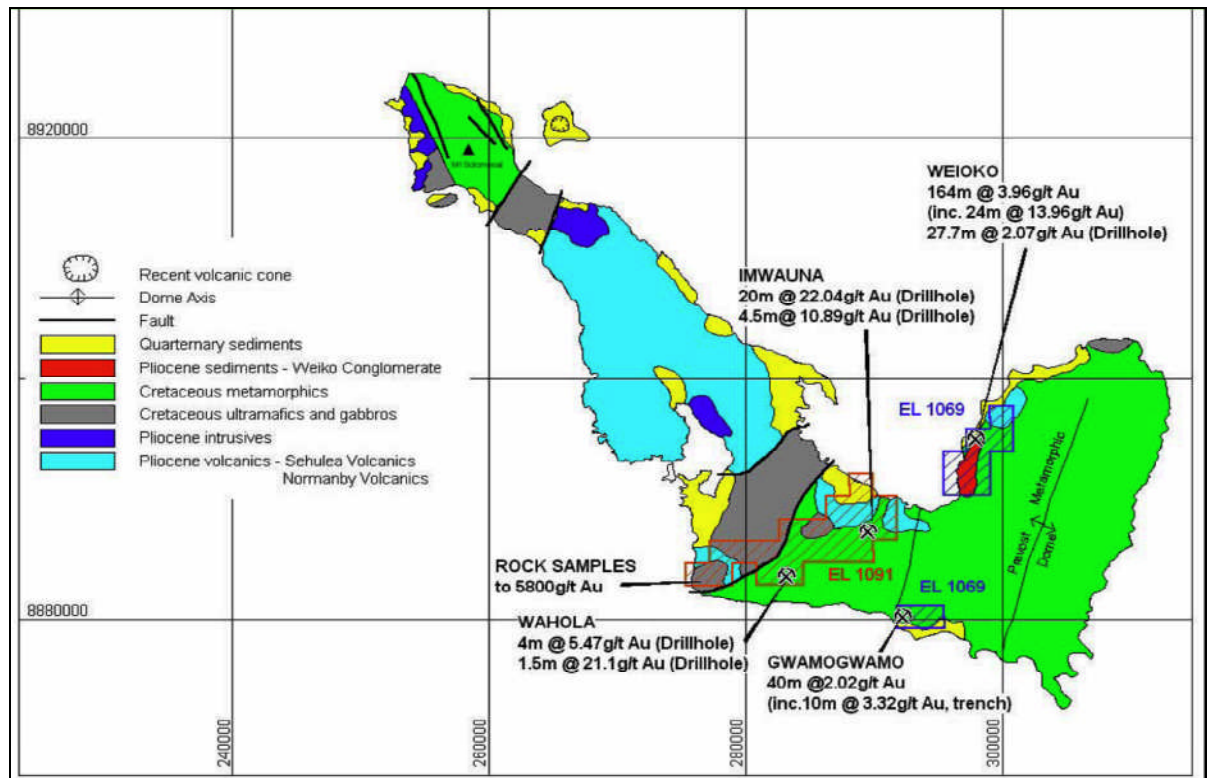 8920000
WEIOKO
164m @ 3.96g/t Au
(inc. 24m @ 13.96g/t Au)
27.7m @ 2.07g/t Au (Drillhole)
IMWAUNA
20m @ 22.04g/t Au (Drillhole)
4.5m@ 10.89g/t Au (Drillhole)
Recent volcanic cone
Dome Axis
Fault
Quarternary sediments
Pliocene sediments - Weiko Conglomerate
Cretaceous metamorphics
Cretaceous ultramafics and gabbros
Pliocene intrusives
Pliocene volcanics - Sehulea Volcanics
Normanby Volcanics
EL 1069
Prevost Metamorphic
Dome
ROCK SAMPLES
to 5800g/t Au
EL 1091
EL 1069
8880000
WAHOLA
4m @ 5.47g/t Au (Drillhole)
1.5m @ 21.1g/t Au (Drillhole)
GWAMOGWAMO
40m @2.02g/t Au
(inc.10m @ 3.32g/t Au, trench)
240000
260000
280000
300000